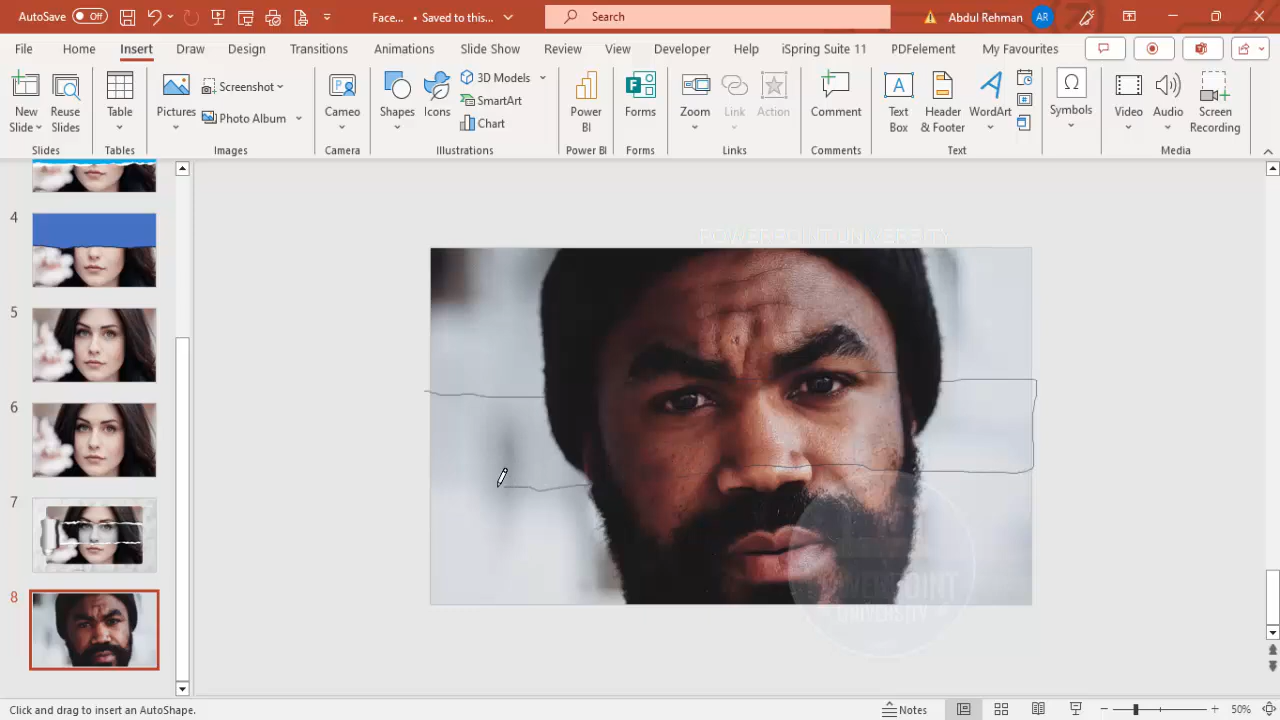 AutoSave Off Face... • Saved to this... Search Abdul Rehman AR
File Home Insert Draw Design Transitions Animations Slide Show Review View Developer Help iSpring Suite 11 PDFelement My Favourites
New Slide
Reuse Slides
Slides
Table
Tables
Pictures
Screenshot
Photo Album
Images
Cameo
Camera
Shapes
Icons
3D Models
SmartArt
Chart
Illustrations
Power BI
Power BI
Forms
Forms
Zoom
Link
Action
Links
Comment
Comments
Text Box
Header & Footer
WordArt
Text
Symbols
Video
Audio
Screen Recording
Media
4
5
6
7
8
POWERPOINT UNIVERSITY
POWERPOINT
UNIVERSITY
Click and drag to insert an AutoShape.
Notes
50%